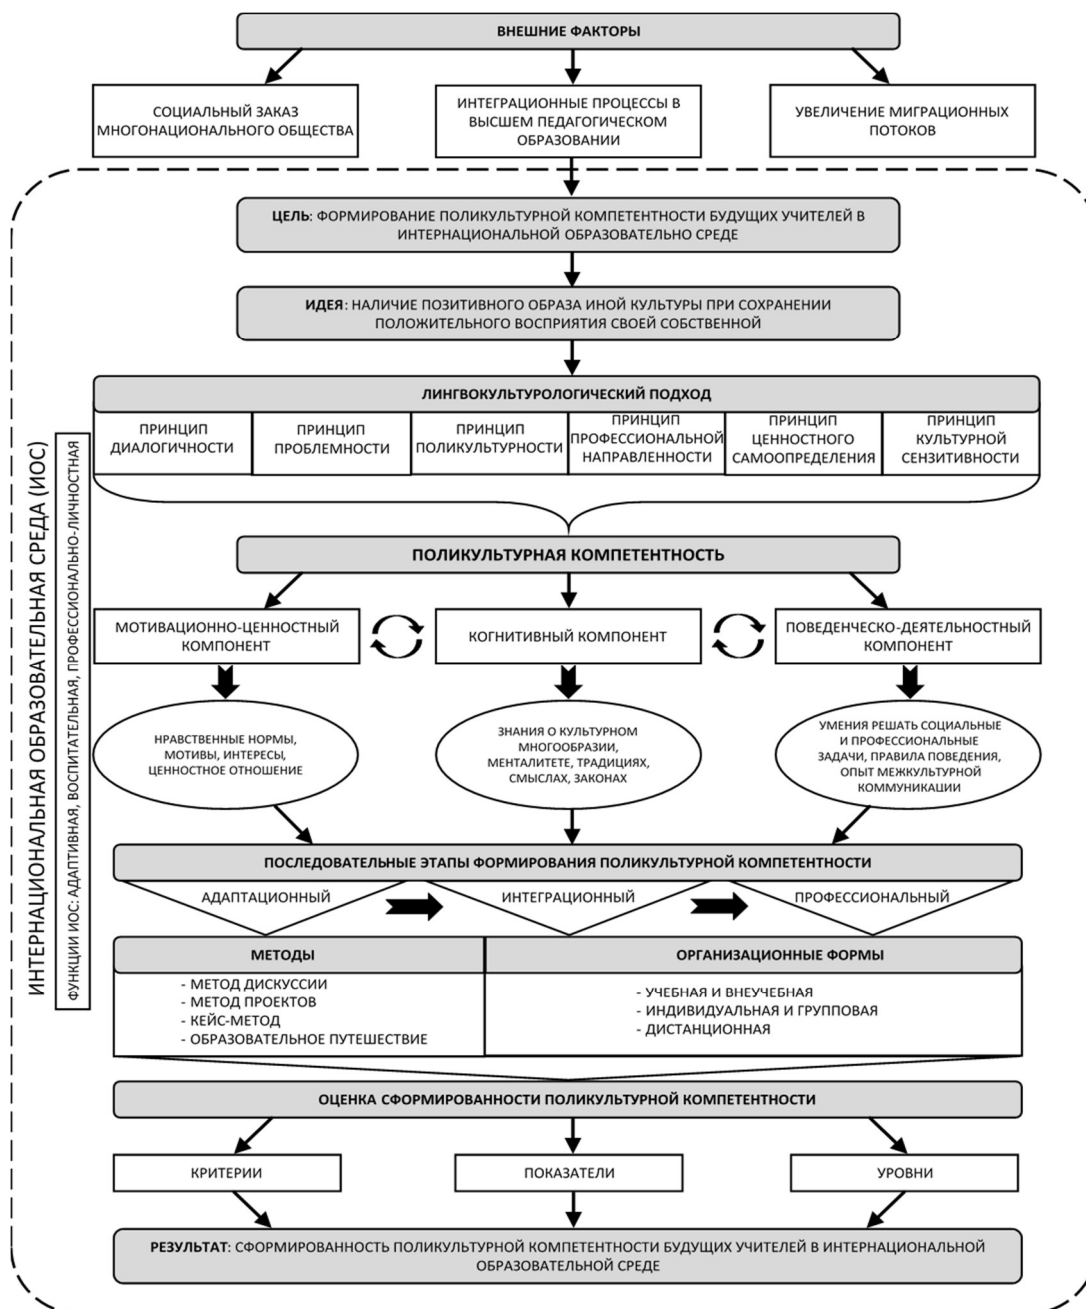 ВНЕШНИЕ ФАКТОРЫ
СОЦИАЛЬНЫЙ ЗАКАЗ
МНОГОНАЦИОНАЛЬНОГО ОБЩЕСТВА
ИНТЕГРАЦИОННЫЕ ПРОЦЕССЫ В
ВЫСШЕМ ПЕДАГОГИЧЕСКОМ
ОБРАЗОВАНИИ
УВЕЛИЧЕНИЕ МИГРАЦИОННЫХ
ПОТОКОВ
ИНТЕРНАЦИОНАЛЬНАЯ ОБРАЗОВАТЕЛЬНАЯ СРЕДА (ИОС)
ФУНКЦИИ ИОС: АДАПТИВНАЯ, ВОСПИТАТЕЛЬНАЯ, ПРОФЕССИОНАЛЬНО-ЛИЧНОСТНАЯ
ЦЕЛЬ: ФОРМИРОВАНИЕ ПОЛИКУЛЬТУРНОЙ КОМПЕТЕНТНОСТИ БУДУЩИХ УЧИТЕЛЕЙ В
ИНТЕРНАЦИОНАЛЬНОЙ ОБРАЗОВАТЕЛЬНО СРЕДЕ
ИДЕЯ: НАЛИЧИЕ ПОЗИТИВНОГО ОБРАЗА ИНОЙ КУЛЬТУРЫ ПРИ СОХРАНЕНИИ
ПОЛОЖИТЕЛЬНОГО ВОСПРИЯТИЯ СВОЕЙ СОБСТВЕННОЙ
ЛИНГВОКУЛЬТУРОЛОГИЧЕСКИЙ ПОДХОД
ПРИНЦИП
ДИАЛОГИЧНОСТИ
ПРИНЦИП
ПРОБЛЕМНОСТИ
ПРИНЦИП
ПОЛИКУЛЬТУРНОСТИ
ПРИНЦИП
ПРОФЕССИОНАЛЬНОЙ
НАПРАВЛЕННОСТИ
ПРИНЦИП
ЦЕННОСТНОГО
САМООПРЕДЕЛЕНИЯ
ПРИНЦИП
КУЛЬТУРНОЙ
СЕНЗИТИВНОСТИ
ПОЛИКУЛЬТУРНАЯ КОМПЕТЕНТНОСТЬ
МОТИВАЦИОННО-ЦЕННОСТНЫЙ
КОМПОНЕНТ
КОГНИТИВНЫЙ КОМПОНЕНТ
ПОВЕДЕНЧЕСКО-ДЕЯТЕЛЬНОСТНЫЙ
КОМПОНЕНТ
НРАВСТВЕННЫЕ НОРМЫ,
МОТИВЫ, ИНТЕРЕСЫ,
ЦЕННОСТНОЕ ОТНОШЕНИЕ
ЗНАНИЯ О КУЛЬТУРНОМ
МНОГООБРАЗИИ,
МЕНТАЛИТЕТЕ, ТРАДИЦИЯХ,
СМЫСЛАХ, ЗАКОНАХ
УМЕНИЯ РЕШАТЬ СОЦИАЛЬНЫЕ
И ПРОФЕССИОНАЛЬНЫЕ
ЗАДАЧИ, ПРАВИЛА ПОВЕДЕНИЯ,
ОПЫТ МЕЖКУЛЬТУРНОЙ
КОММУНИКАЦИИ
ПОСЛЕДОВАТЕЛЬНЫЕ ЭТАПЫ ФОРМИРОВАНИЯ ПОЛИКУЛЬТУРНОЙ КОМПЕТЕНТНОСТИ
АДАПТАЦИОННЫЙ
ИНТЕГРАЦИОННЫЙ
ПРОФЕССИОНАЛЬНЫЙ
МЕТОДЫ
- МЕТОД ДИСКУССИИ
- МЕТОД ПРОЕКТОВ
- КЕЙС-МЕТОД
- ОБРАЗОВАТЕЛЬНОЕ ПУТЕШЕСТВИЕ
ОРГАНИЗАЦИОННЫЕ ФОРМЫ
- УЧЕБНАЯ И ВНЕУЧЕБНАЯ
- ИНДИВИДУАЛЬНАЯ И ГРУППОВАЯ
- ДИСТАНЦИОННАЯ
ОЦЕНКА СФОРМИРОВАННОСТИ ПОЛИКУЛЬТУРНОЙ КОМПЕТЕНТНОСТИ
КРИТЕРИИ
ПОКАЗАТЕЛИ
УРОВНИ
РЕЗУЛЬТАТ: СФОРМИРОВАННОСТЬ ПОЛИКУЛЬТУРНОЙ КОМПЕТЕНТНОСТИ БУДУЩИХ УЧИТЕЛЕЙ В ИНТЕРНАЦИОНАЛЬНОЙ
ОБРАЗОВАТЕЛЬНОЙ СРЕДЕ